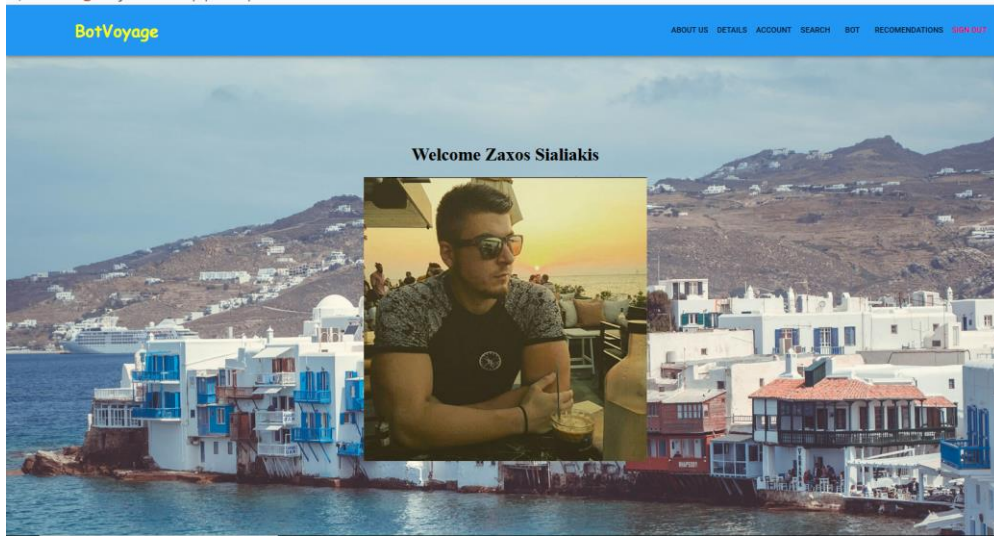 BotVoyage
ABOUT US DETAILS ACCOUNT SEARCH BOT RECOMENDATIONS SIGN OUT
Welcome Zaxos Sialiakis